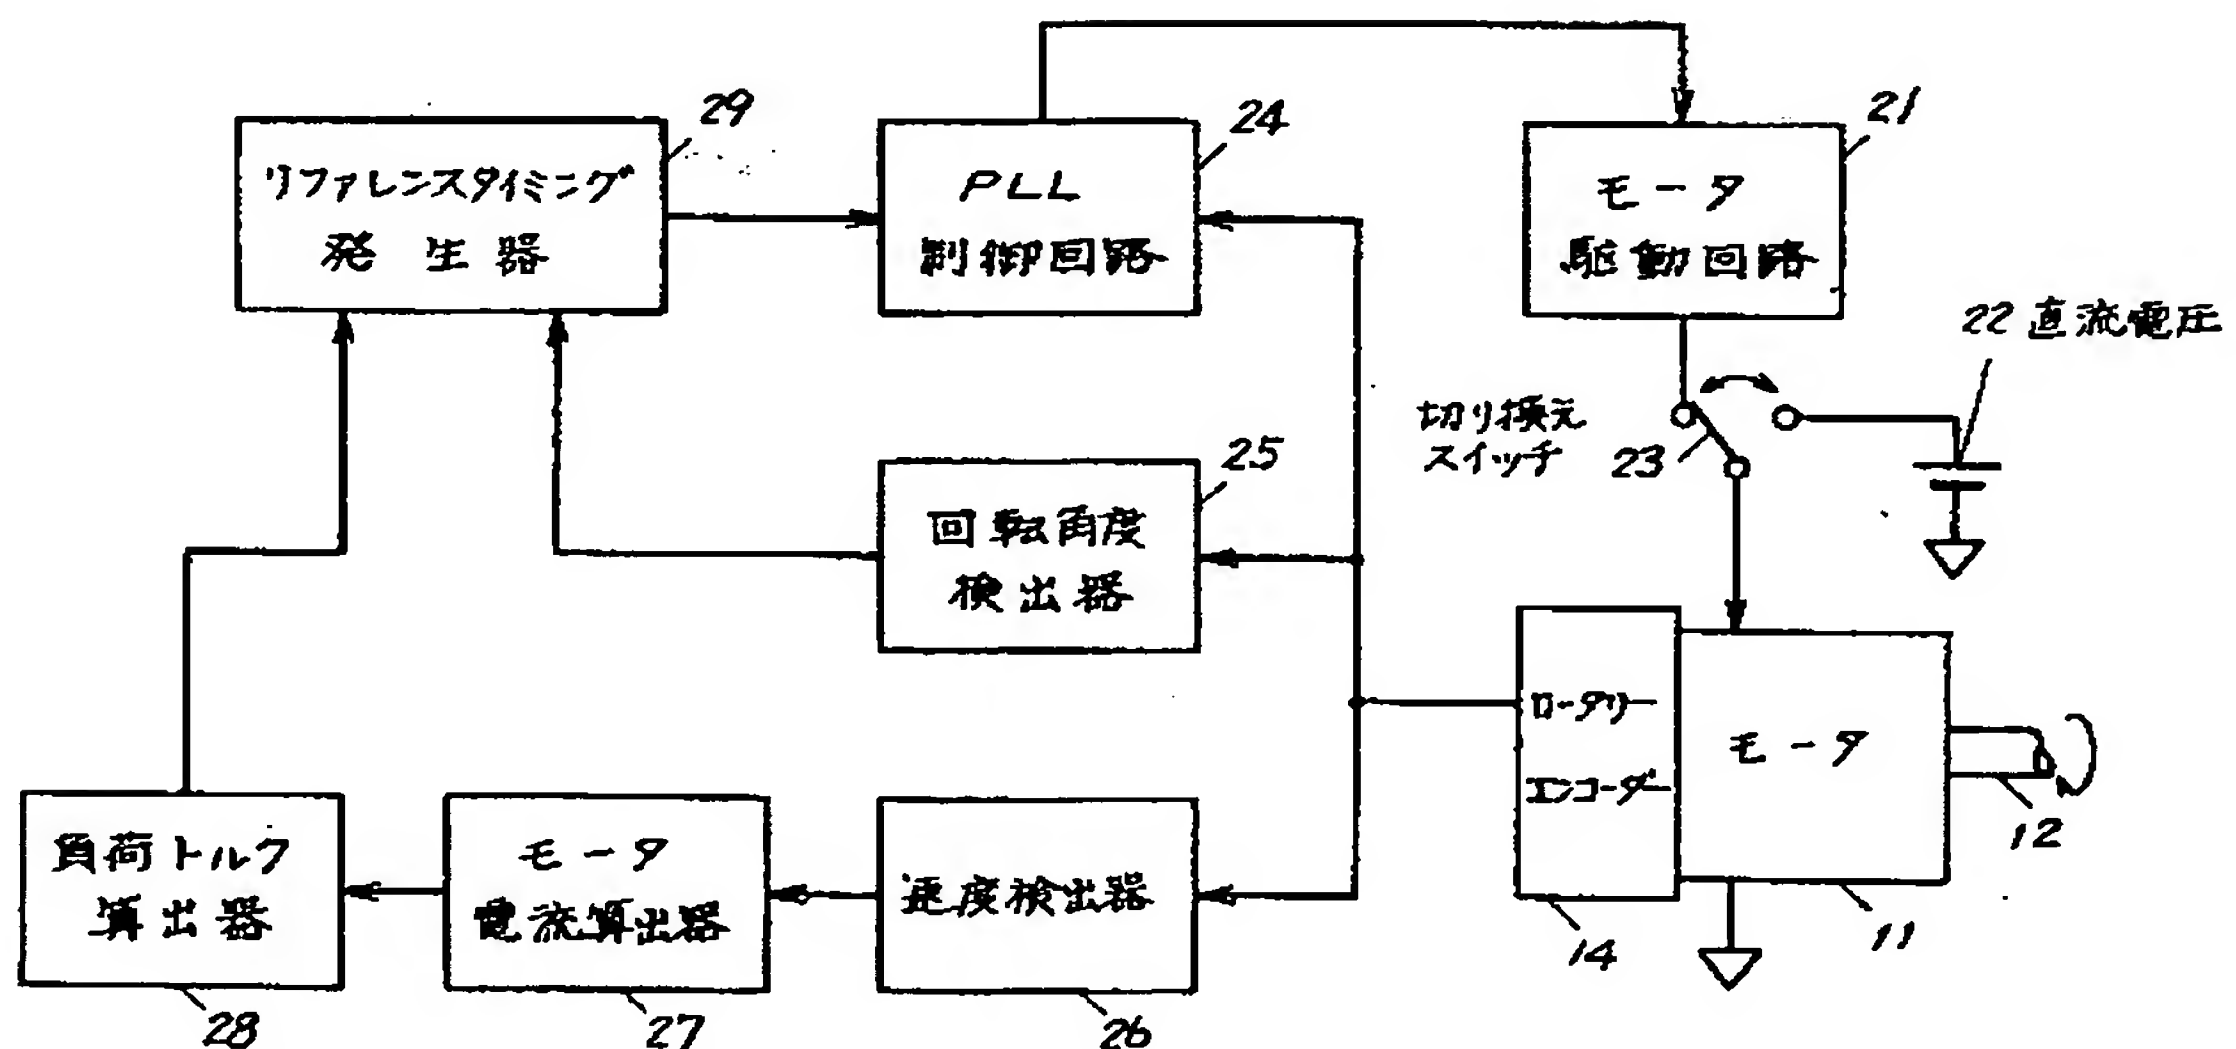 29
リファレンスタイミング
発生器
24
PLL
制御回路
21
モータ
駆動回路
22 直流電圧
切り換え
スイッチ
23
25
回転角度
検出器
ロータリー
エンコーダー
14
モータ
11
12
負荷トルク
算出器
28
モータ
電流算出器
27
速度検出器
26